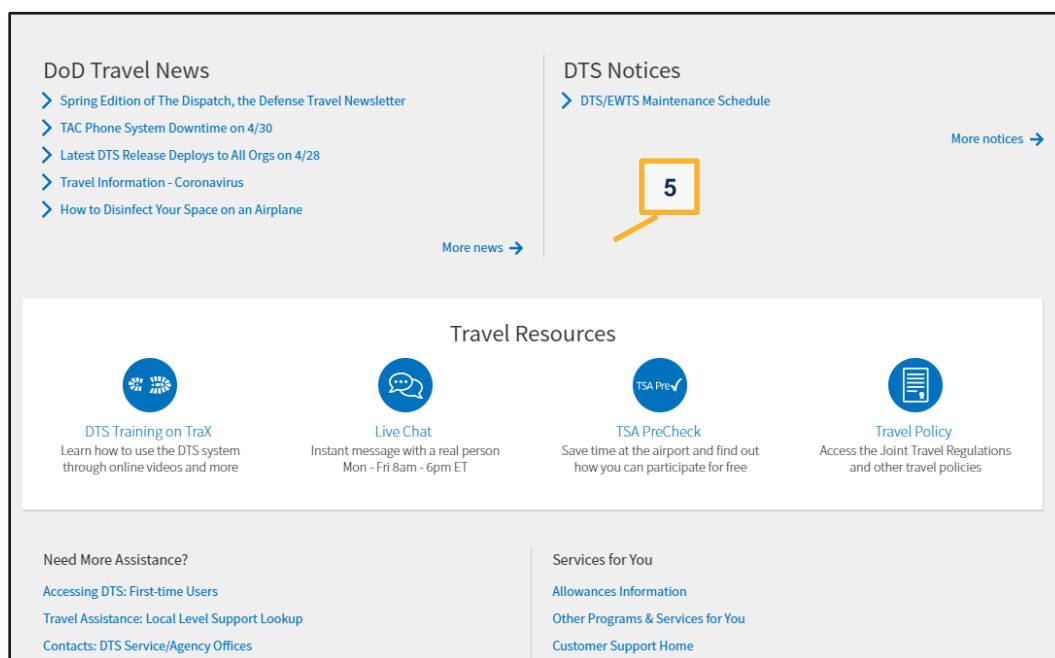 DoD Travel News
Spring Edition of The Dispatch, the Defense Travel Newsletter
TAC Phone System Downtime on 4/30
Latest DTS Release Deploys to All Orgs on 4/28
Travel Information - Coronavirus
How to Disinfect Your Space on an Airplane
More news
DTS Notices
DTS/EWTS Maintenance Schedule
More notices
5
Travel Resources
DTS Training on TraX
Learn how to use the DTS system
through online videos and more
Live Chat
Instant message with a real person
Mon - Fri 8am - 6pm ET
TSA Pre
TSA PreCheck
Save time at the airport and find out
how you can participate for free
Travel Policy
Access the Joint Travel Regulations
and other travel policies
Need More Assistance?
Accessing DTS: First-time Users
Travel Assistance: Local Level Support Lookup
Contacts: DTS Service/Agency Offices
Services for You
Allowances Information
Other Programs & Services for You
Customer Support Home